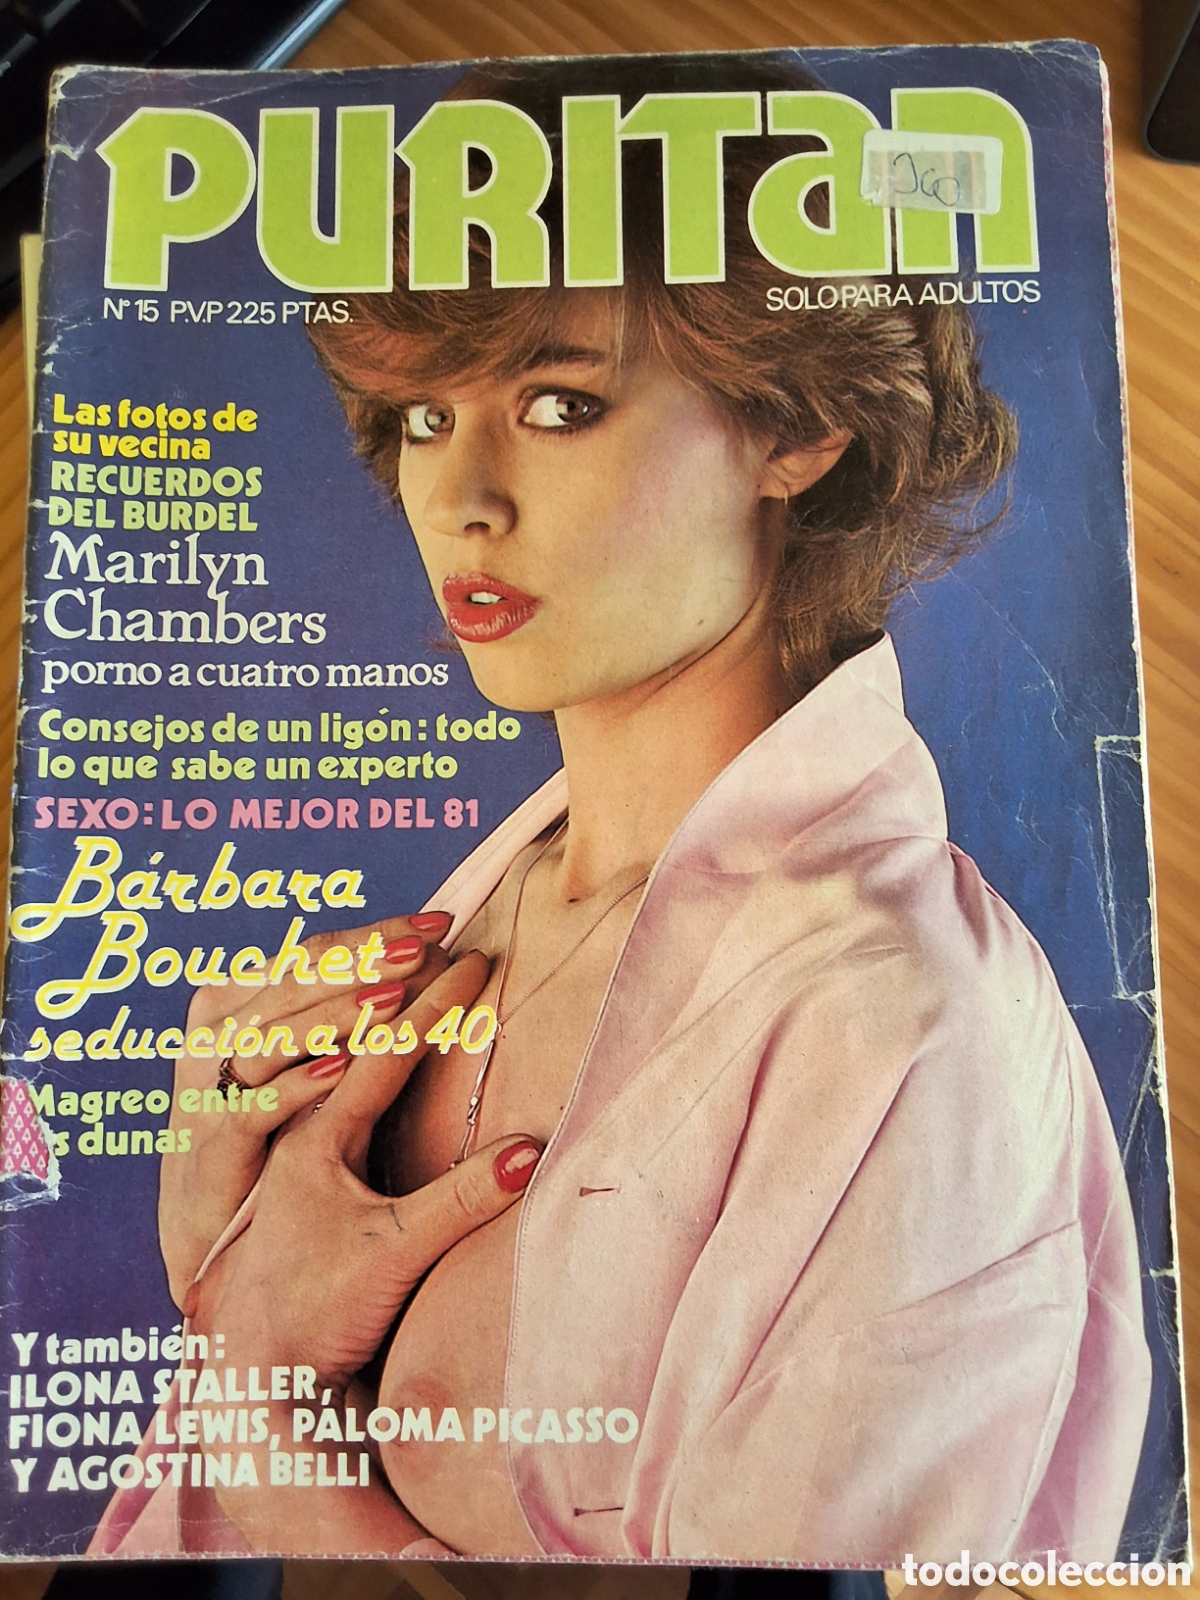 PURITan
Nº 15 P.V.P 225 PTAS.
SOLO PARA ADULTOS
Las fotos de
su vecina
RECUERDOS
DEL BURDEL
Marilyn
Chambers
porno a cuatro manos
Consejos de un ligón: todo
lo que sabe un experto
SEXO: LO MEJOR DEL 81
Bárbara
Bouchet
seducción a los 40
Magreo entre
dunas
Y también:
ILONA STALLER,
FIONA LEWIS, PALOMA PICASSO
Y AGOSTINA BELLI
todocoleccion